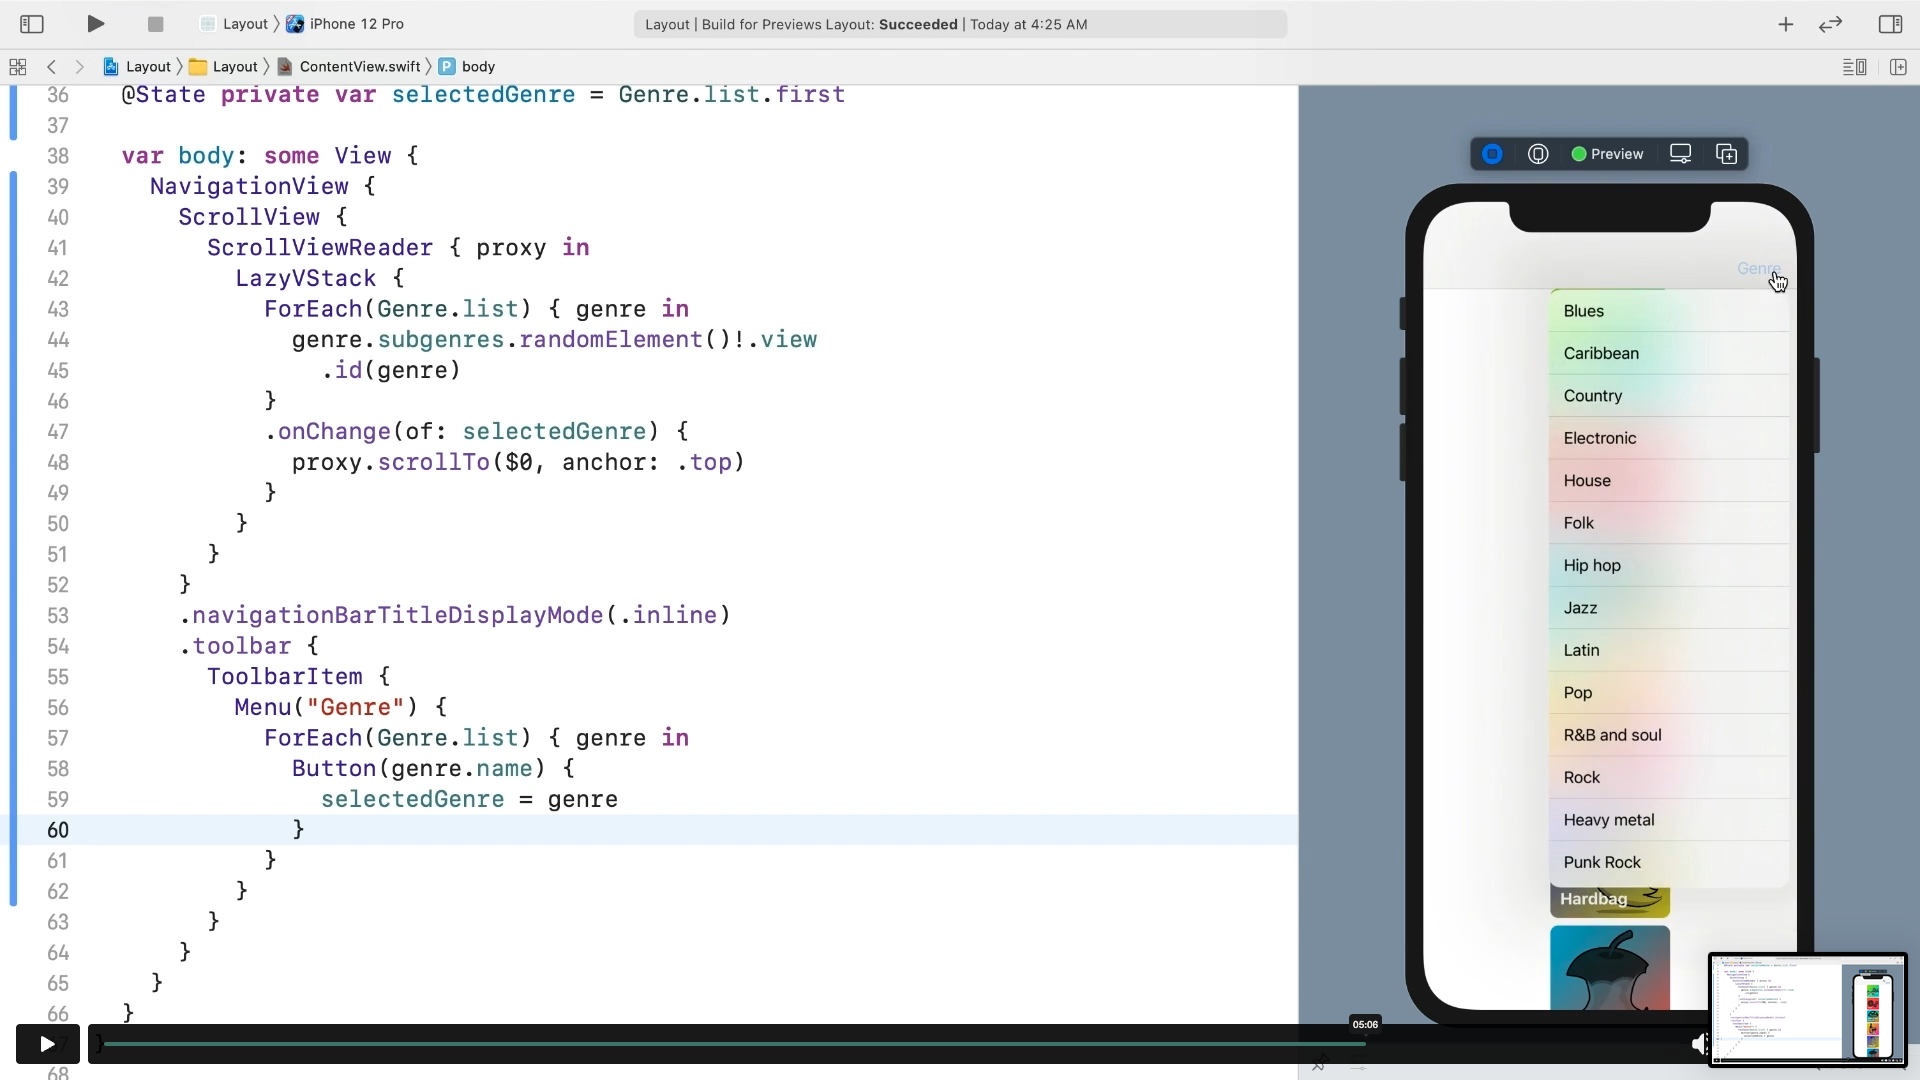 Layout iPhone 12 Pro
Layout | Build for Previews Layout: Succeeded | Today at 4:25 AM
Layout Layout ContentView.swift P body
36 @State private var selectedGenre = Genre.list.first
37
38 var body: some View {
39 NavigationView {
40 ScrollView {
41 ScrollViewReader { proxy in
42 LazyVStack {
43 ForEach(Genre.list) { genre in
44 genre.subgenres.randomElement()!.view
45 .id(genre)
46 }
47 .onChange(of: selectedGenre) {
48 proxy.scrollTo($0, anchor: .top)
49 }
50 }
51 }
52 }
53 .navigationBarTitleDisplayMode(.inline)
54 .toolbar {
55 ToolbarItem {
56 Menu("Genre") {
57 ForEach(Genre.list) { genre in
58 Button(genre.name) {
59 selectedGenre = genre
60 }
61 }
62 }
63 }
64 }
65 }
66 }
}
68
Preview
Genre
Blues
Caribbean
Country
Electronic
House
Folk
Hip hop
Jazz
Latin
Pop
R&B and soul
Rock
Heavy metal
Punk Rock
Hardbag
05:06